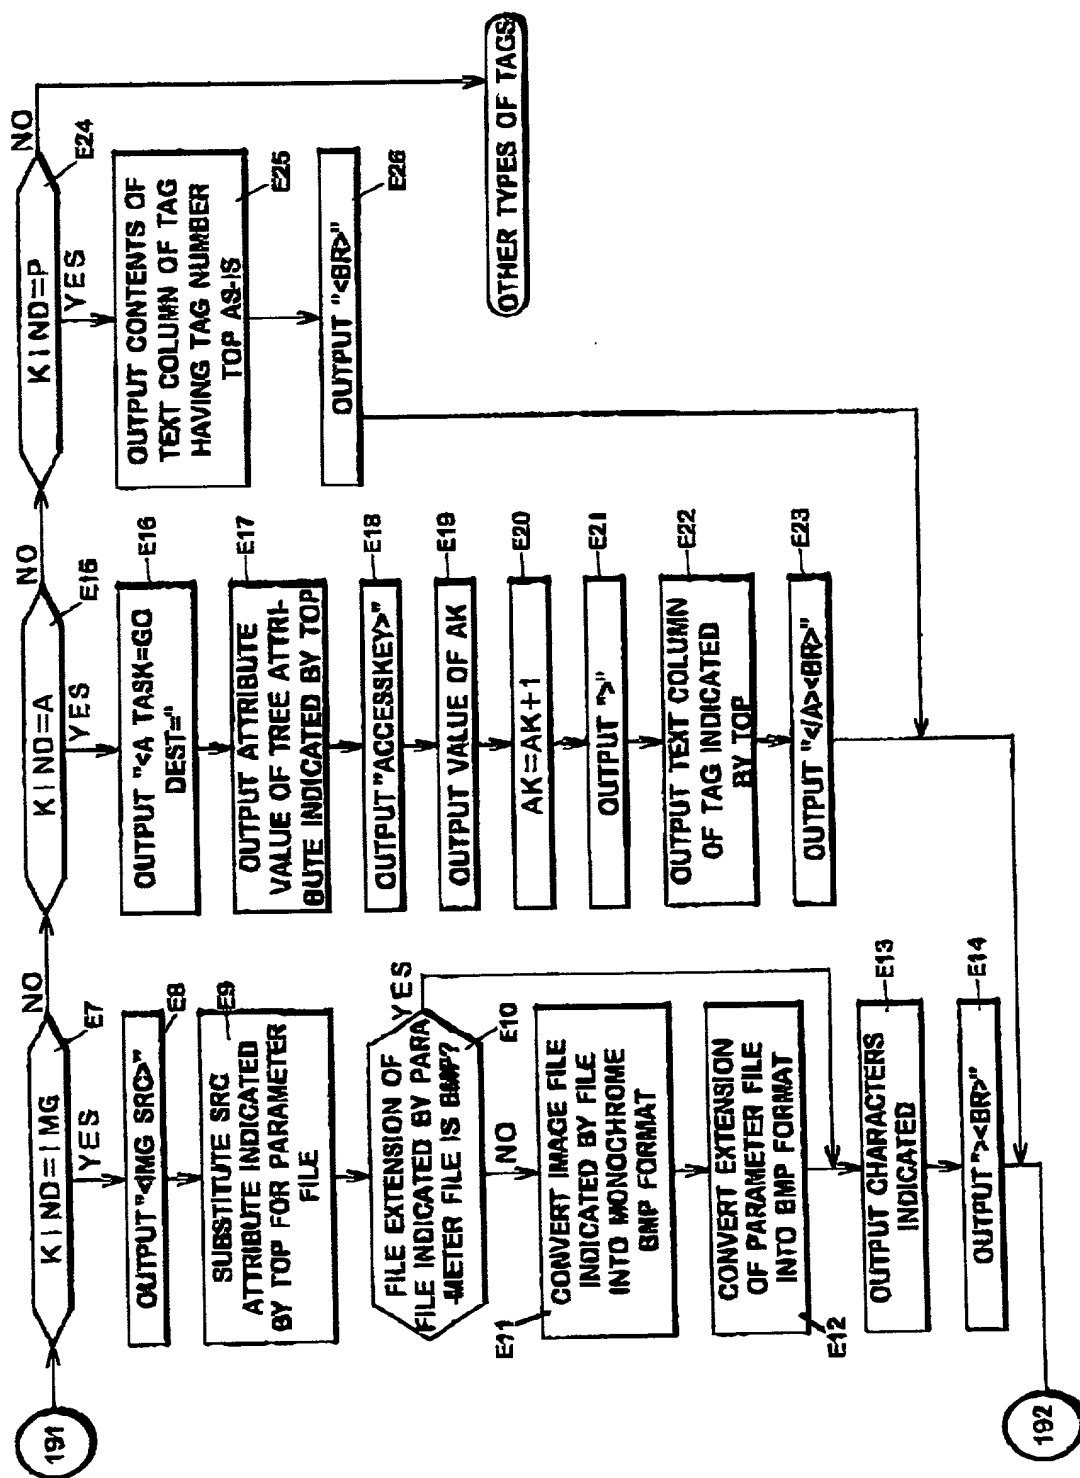 191
KIND=IMG
NO
E7
YES
OUTPUT"<IMG SRC>"
E8
SUBSTITUTE SRC
ATTRIBUTE INDICATED
BY TOP FOR PARAMETER
FILE
E9
FILE EXTENSION OF
FILE INDICATED BY PARA
METER FILE IS BMP?
YES
E10
NO
CONVERT IMAGE FILE
INDICATED BY FILE
INTO MONOCHROME
BMP FORMAT
E11
CONVERT EXTENSION
OF PARAMETER FILE
INTO BMP FORMAT
E12
OUTPUT CHARACTERS
INDICATED
E13
OUTPUT "><BR>"
E14
192
KIND=A
NO
E15
YES
OUTPUT "<A TASK=GO
DEST="
E16
OUTPUT ATTRIBUTE
VALUE OF TREE ATTRI-
BUTE INDICATED BY TOP
E17
OUTPUT"ACCESSKEY>"
E18
OUTPUT VALUE OF AK
E19
AK=AK+1
E20
OUTPUT ">"
E21
OUTPUT TEXT COLUMN
OF TAG INDICATED
BY TOP
E22
OUTPUT "</A><BR>"
E23
KIND=P
NO
E24
YES
OUTPUT CONTENTS OF
TEXT COLUMN OF TAG
HAVING TAG NUMBER
TOP AS-IS
E25
OUTPUT "<BR>"
E26
OTHER TYPES OF TAGS